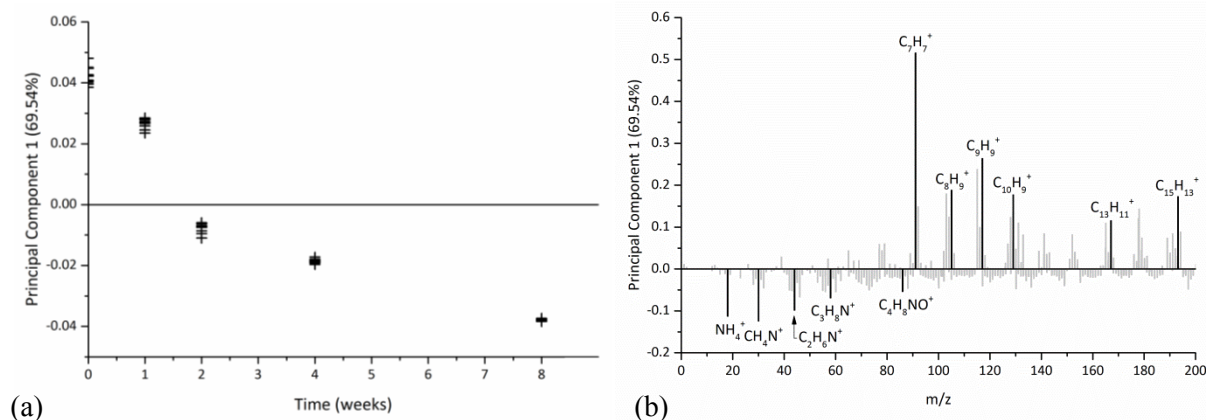 0.06
0.04
0.02
0.00
-0.02
-0.04
Principal Component 1 (69.54%)
0 1 2 3 4 5 6 7 8
Time (weeks)
(a)
0.6
0.5
0.4
0.3
0.2
0.1
0.0
-0.1
-0.2
Principal Component 1 (69.54%)
C₇H₇⁺
C₈H₉⁺
C₉H₉⁺
C₁₀H₉⁺
C₁₃H₁₁⁺
C₁₅H₁₃⁺
NH₄⁺
CH₄N⁺
C₂H₆N⁺
C₃H₈N⁺
C₄H₈NO⁺
0 20 40 60 80 100 120 140 160 180 200
m/z
(b)